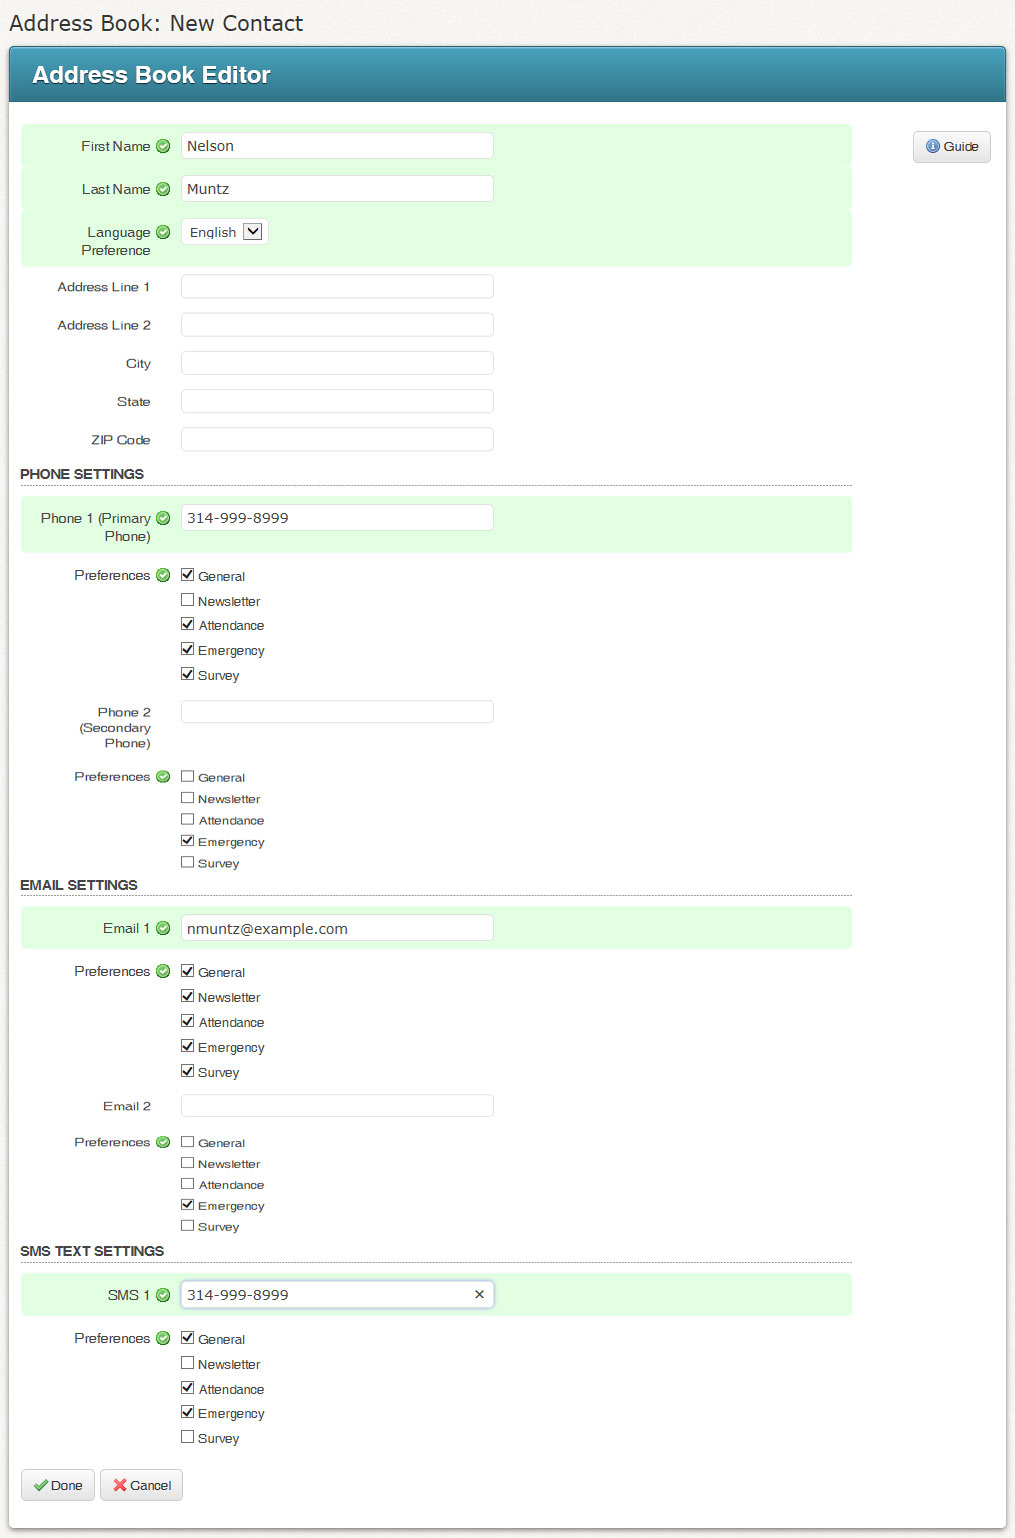 Address Book: New Contact
Address Book Editor
First Name Nelson
Guide
Last Name Muntz
Language English
Preference
Address Line 1
Address Line 2
City
State
ZIP Code
PHONE SETTINGS
Phone 1 (Primary 314-999-8999
Phone)
Preferences General
Newsletter
Attendance
Emergency
Survey
Phone 2
(Secondary
Phone)
Preferences General
Newsletter
Attendance
Emergency
Survey
EMAIL SETTINGS
Email 1 nmuntz@example.com
Preferences General
Newsletter
Attendance
Emergency
Survey
Email 2
Preferences General
Newsletter
Attendance
Emergency
Survey
SMS TEXT SETTINGS
SMS 1 314-999-8999
Preferences General
Newsletter
Attendance
Emergency
Survey
Done Cancel